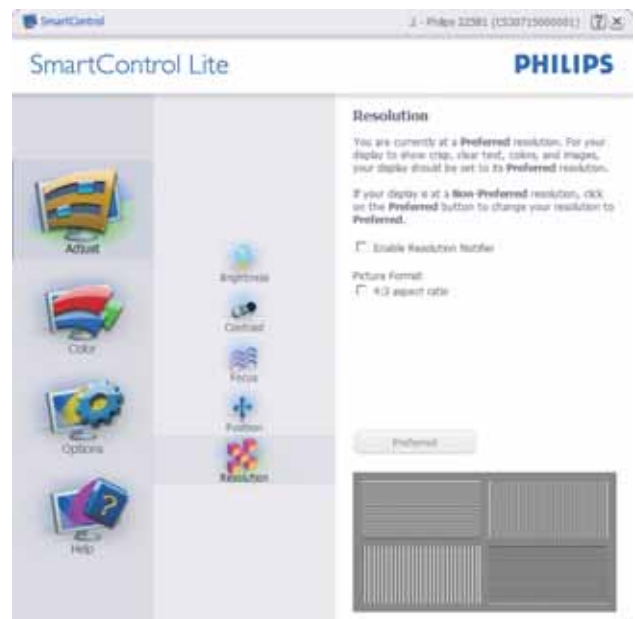 SmartControl
SmartControl Lite
PHILIPS
Adjust
Color
Options
Help
Brightness
Contrast
Focus
Position
Resolution
Resolution
You are currently at a Preferred resolution. For your
display to show crisp, clear text, colors, and images,
your display should be set to its Preferred resolution.
If your display is at a Non-Preferred resolution, click
on the Preferred button to change your resolution to
Preferred.
Enable Resolution Notifier
Picture Format
4:3 aspect ratio
Preferred